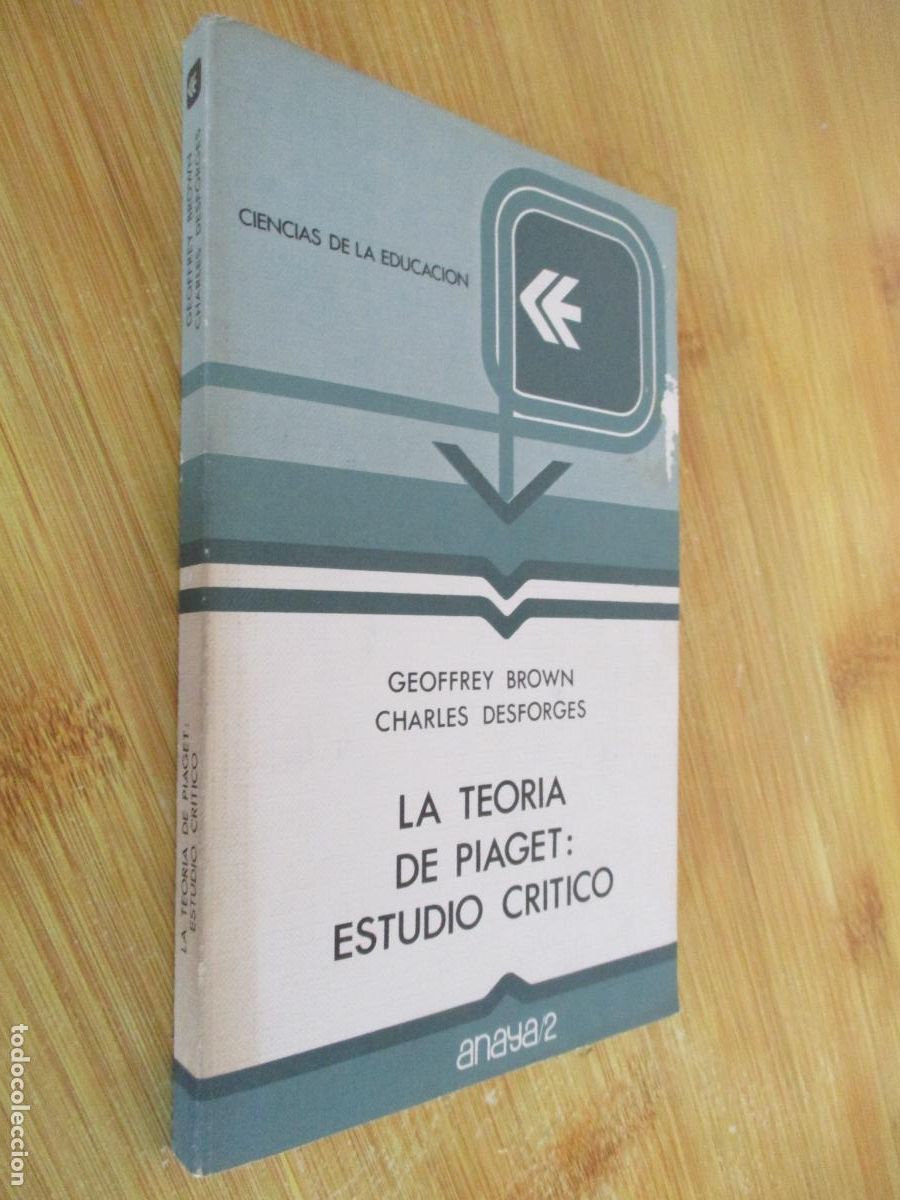 GEOFFREY BROWN
CHARLES DESFORGES
LA TEORIA DE PIAGET:
ESTUDIO CRITICO
CIENCIAS DE LA EDUCACION
CE
GEOFFREY BROWN
CHARLES DESFORGES
LA TEORIA
DE PIAGET:
ESTUDIO CRITICO
anaya/2
todocoleccion